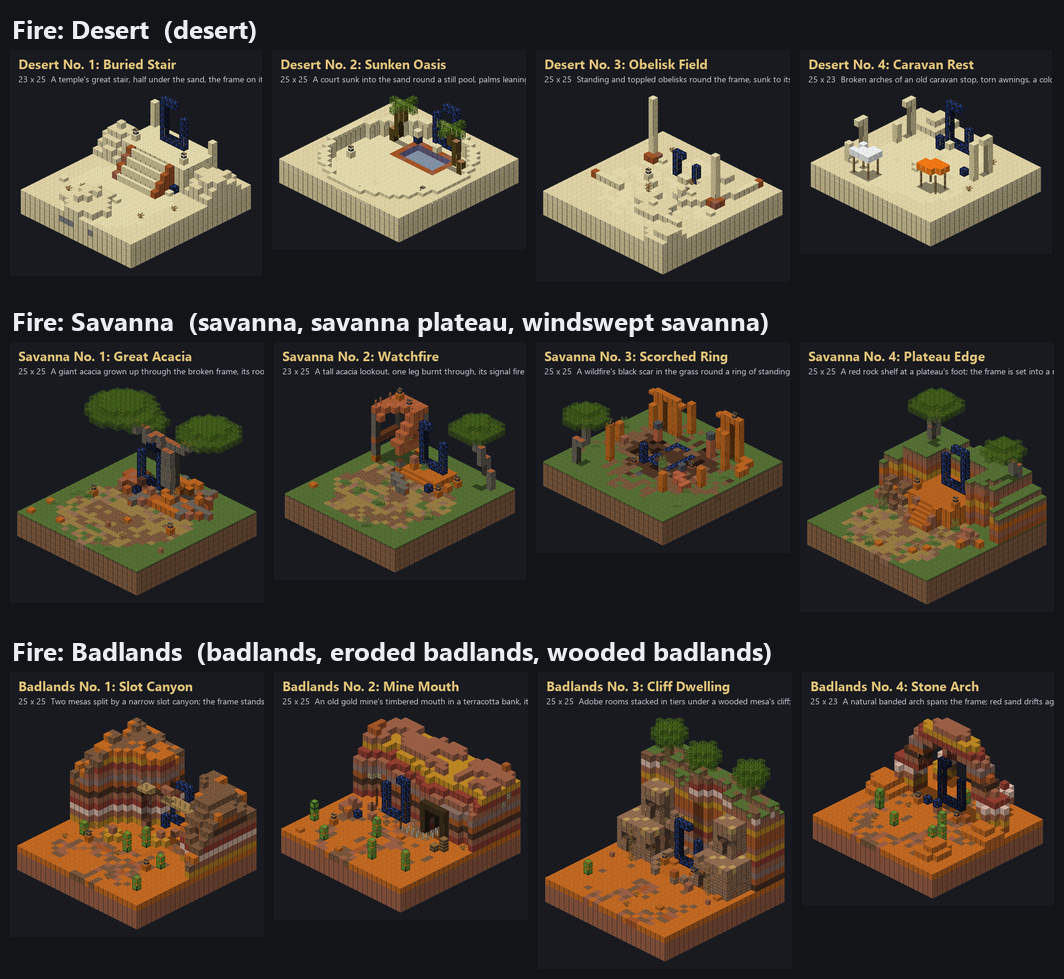 Fire: Desert (desert)
Desert No. 1: Buried Stair
23 x 25 A temple's great stair, half under the sand, the frame on it
Desert No. 2: Sunken Oasis
25 x 25 A court sunk into the sand round a still pool, palms leaning
Desert No. 3: Obelisk Field
25 x 25 Standing and toppled obelisks round the frame, sunk to its
Desert No. 4: Caravan Rest
25 x 23 Broken arches of an old caravan stop, torn awnings, a cold
Fire: Savanna (savanna, savanna plateau, windswept savanna)
Savanna No. 1: Great Acacia
25 x 25 A giant acacia grown up through the broken frame, its roo
Savanna No. 2: Watchfire
23 x 25 A tall acacia lookout, one leg burnt through, its signal fire
Savanna No. 3: Scorched Ring
25 x 25 A wildfire's black scar in the grass round a ring of standing
Savanna No. 4: Plateau Edge
25 x 25 A red rock shelf at a plateau's foot; the frame is set into a
Fire: Badlands (badlands, eroded badlands, wooded badlands)
Badlands No. 1: Slot Canyon
25 x 25 Two mesas split by a narrow slot canyon; the frame stands
Badlands No. 2: Mine Mouth
25 x 25 An old gold mine's timbered mouth in a terracotta bank, it
Badlands No. 3: Cliff Dwelling
25 x 25 Adobe rooms stacked in tiers under a wooded mesa's cliff;
Badlands No. 4: Stone Arch
25 x 23 A natural banded arch spans the frame; red sand drifts ag